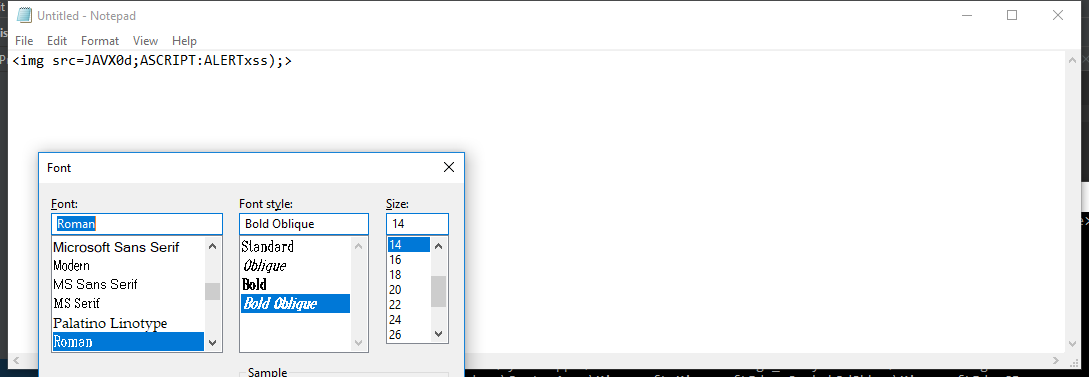 Untitled - Notepad
File Edit Format View Help
<img src=JAVX0d;ASCRIPT:ALERTxss);>
Font
Font: Font style: Size:
Roman Bold Oblique 14
Microsoft Sans Serif Standard 14
Modern Oblique 16
MS Sans Serif Bold 18
MS Serif Bold Oblique 20
Palatino Linotype 22
Roman 24
26
Sample